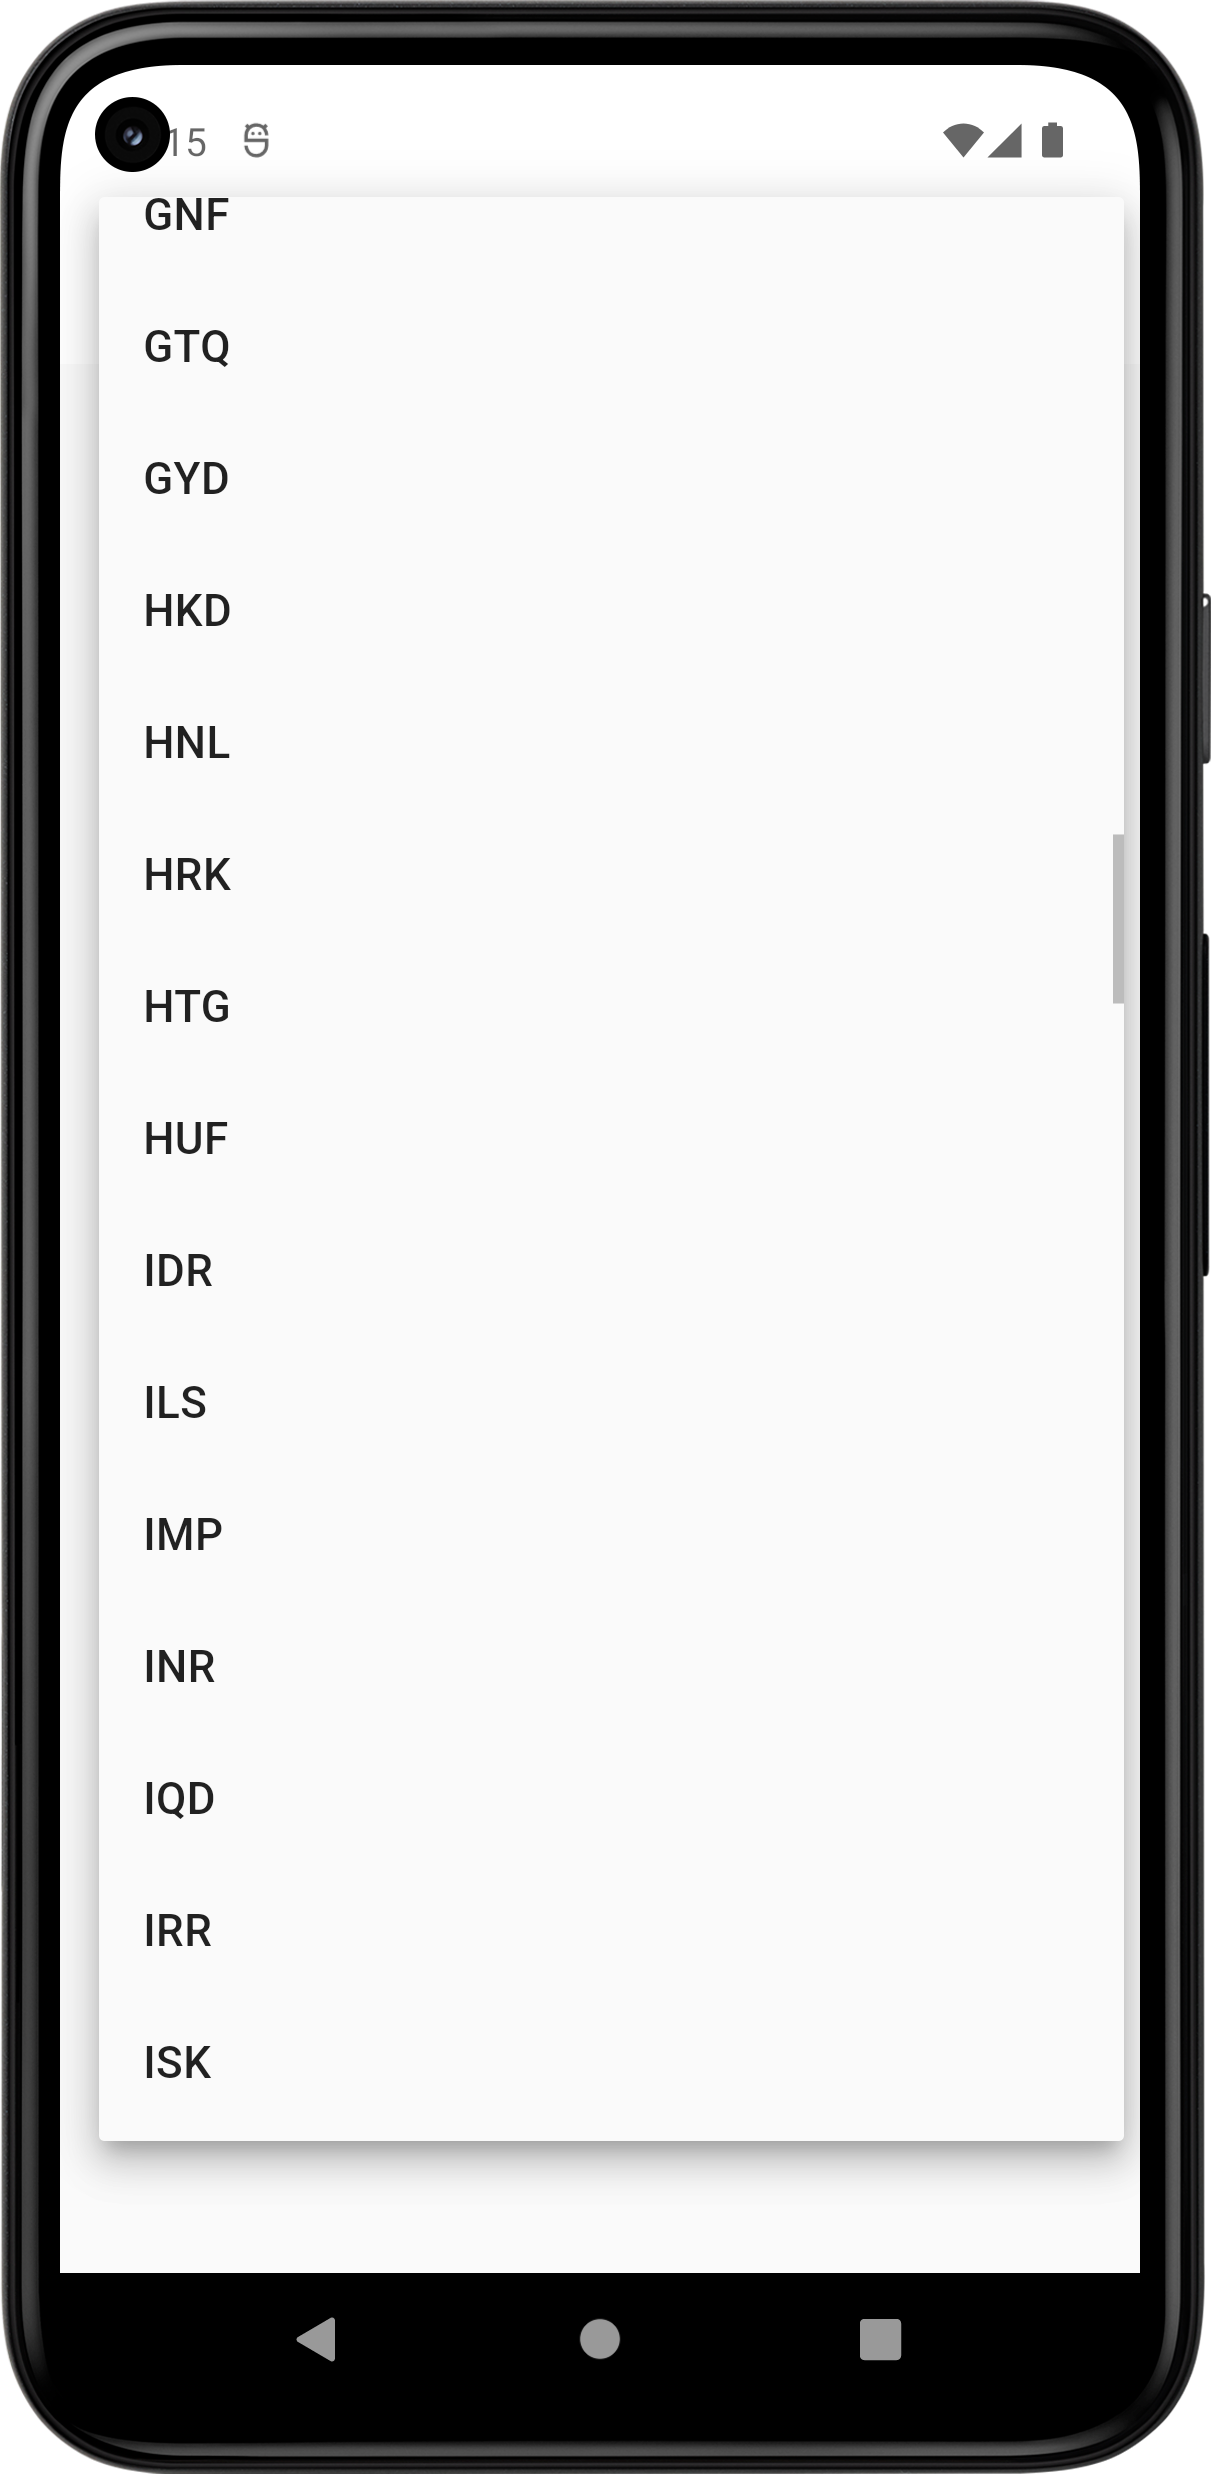 15
GNF
GTQ
GYD
HKD
HNL
HRK
HTG
HUF
IDR
ILS
IMP
INR
IQD
IRR
ISK